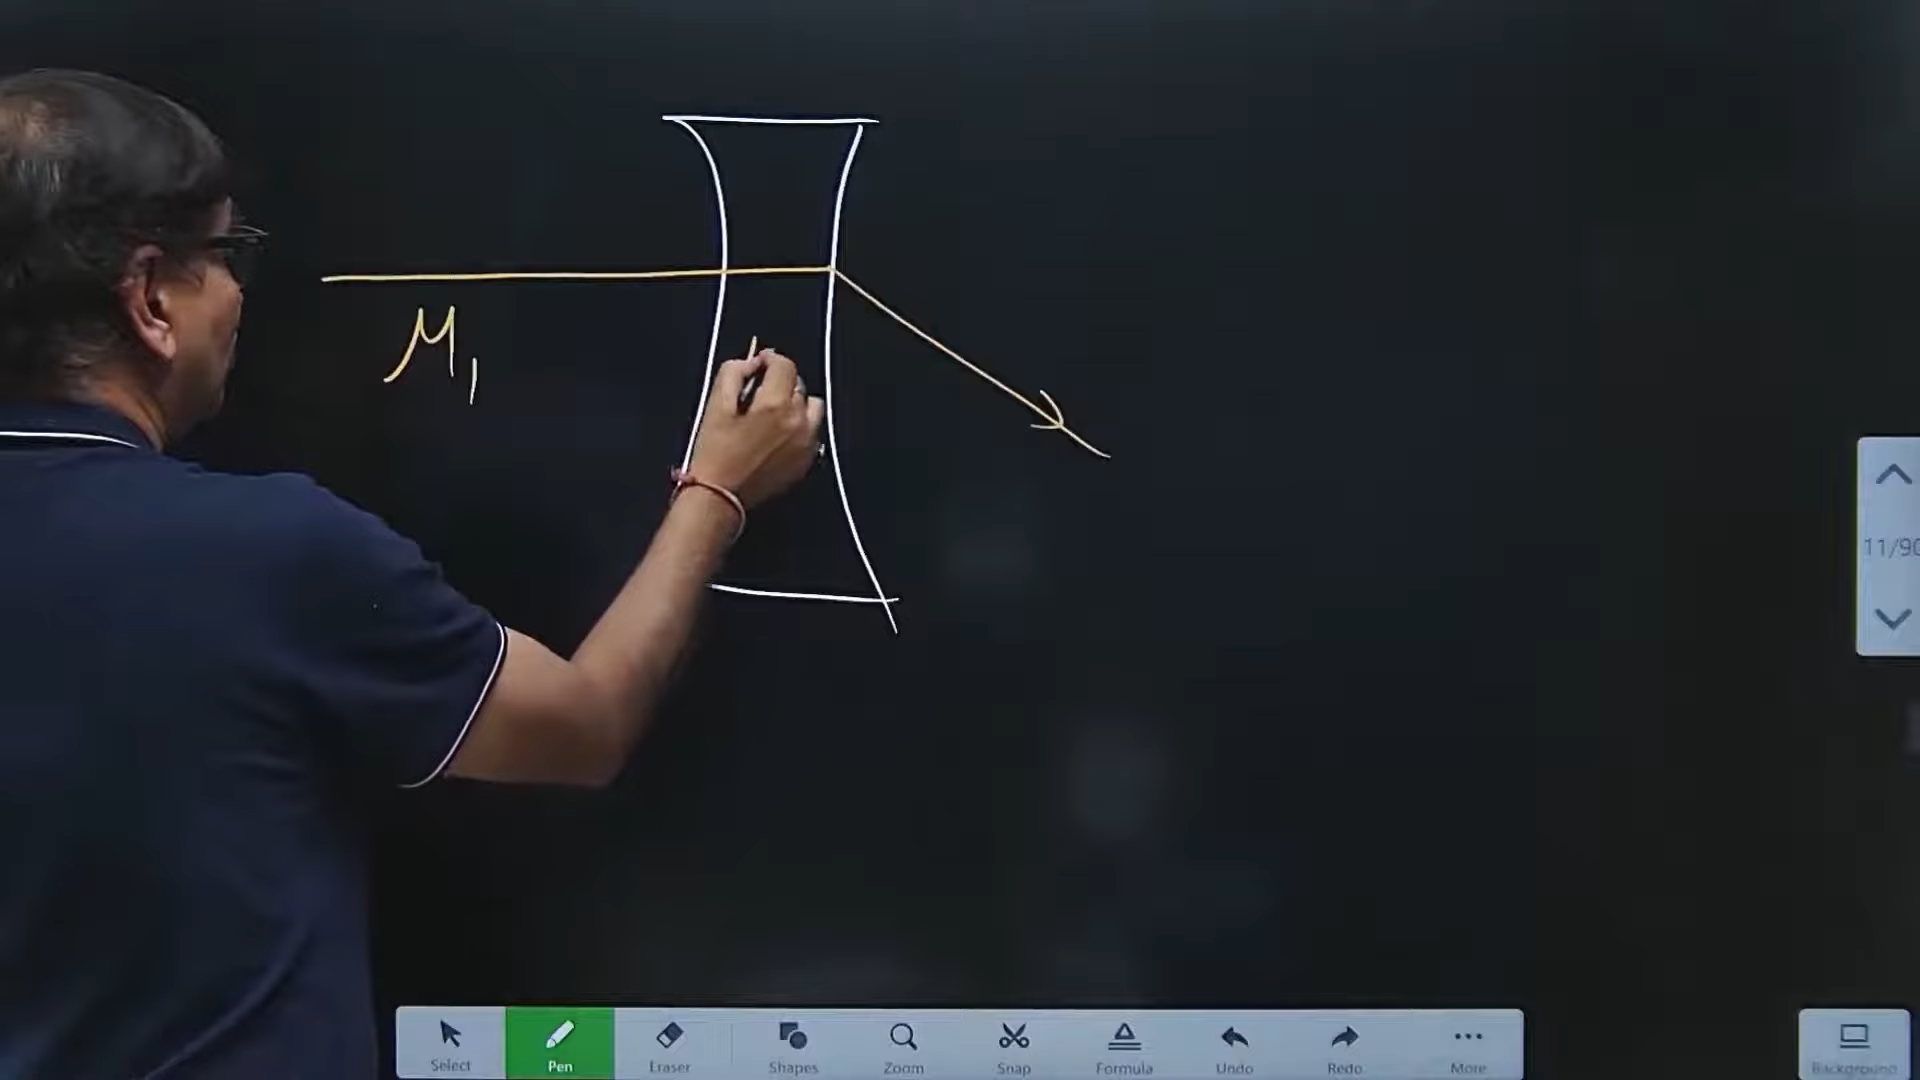 μ₁
11/90
Select Pen Eraser Shapes Zoom Snap Formula Undo Redo More Background